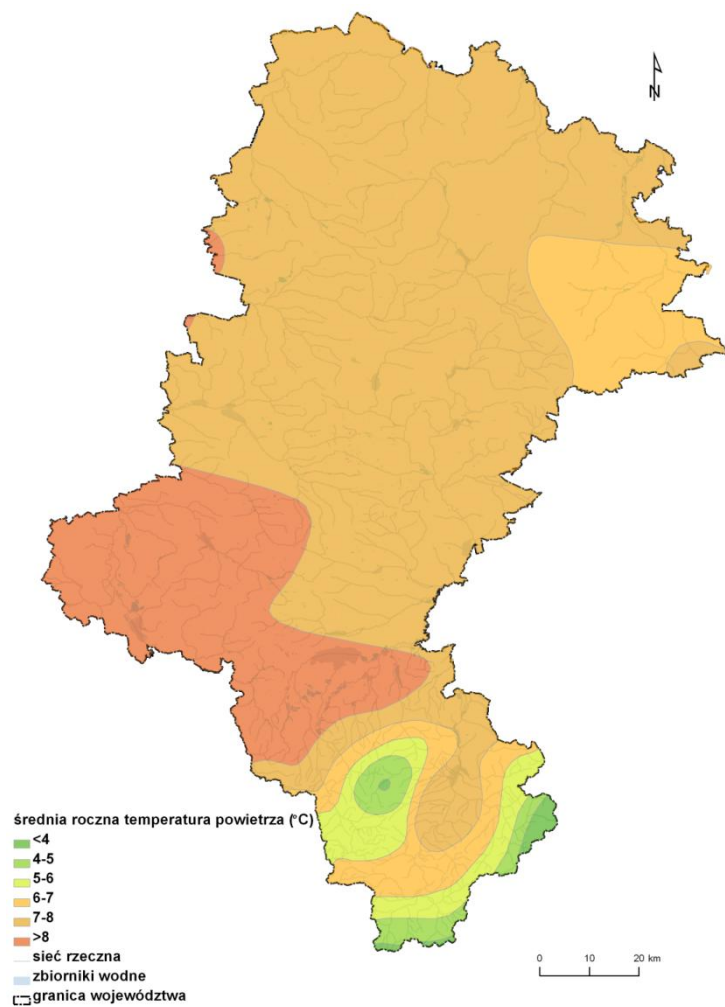 N
średnia roczna temperatura powietrza (°C)
<4
4-5
5-6
6-7
7-8
>8
sieć rzeczna
zbiorniki wodne
granica województwa
0 10 20 km